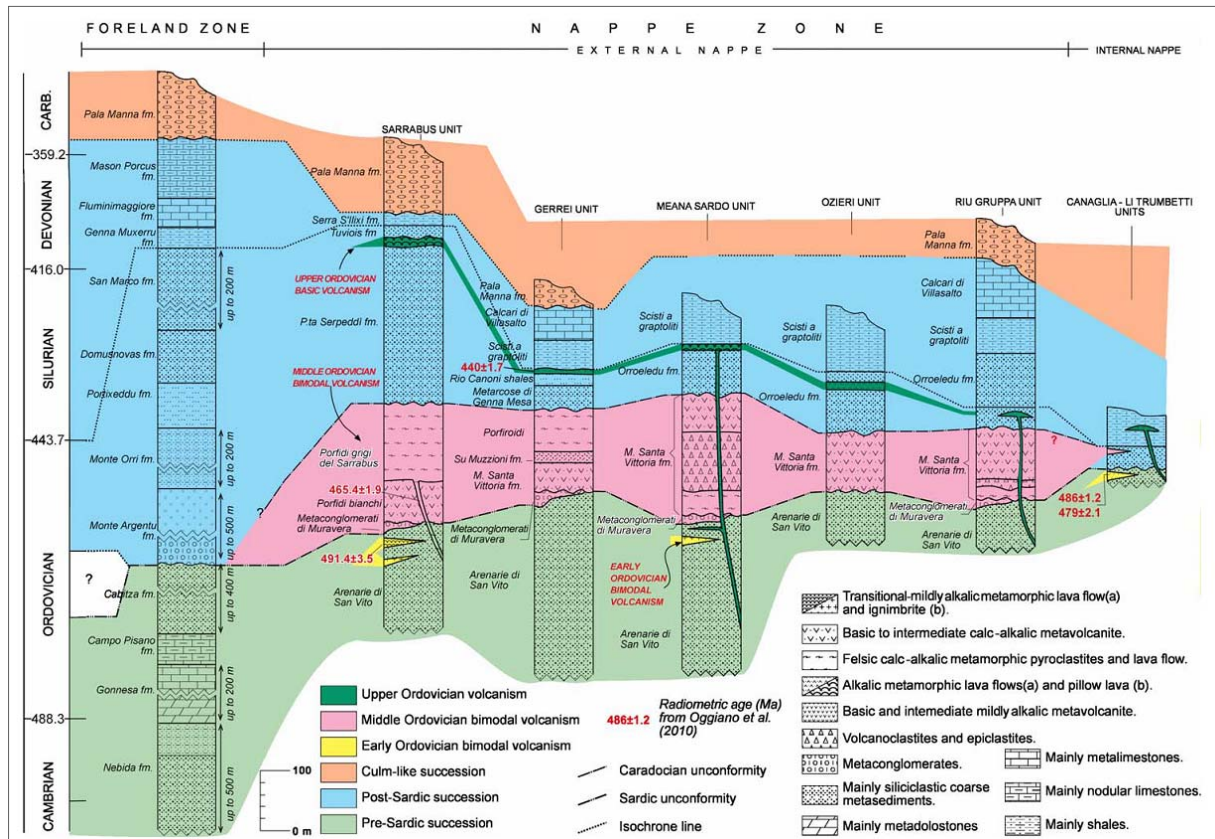 FORELAND ZONE
NAPPE ZONE
EXTERNAL NAPPE
INTERNAL NAPPE
CARB.
359.2
DEVONIAN
416.0
SILURIAN
443.7
ORDOVICIAN
488.3
CAMBRIAN
Pala Manna fm.
Mason Porcus
fm.
Fluminimaggiore
fm.
Genna Muxerru
fm.
San Marco fm.
up to 200 m
Domusnovas fm.
Portixeddu fm.
Monte Orri fm.
up to 200 m
Monte Argentu
fm.
up to 500 m
?
Cabitza fm.
up to 400 m
Campo Pisano
fm.
Gonnesa fm.
up to 200 m
Nebida fm.
up to 500 m
?
SARRABUS UNIT
Pala Manna fm.
Serra S'Ilixi fm.
Tuviois fm.
UPPER ORDOVICIAN
BASIC VOLCANISM
P.ta Serpeddì fm.
MIDDLE ORDOVICIAN
BIMODAL VOLCANISM
Porfidi grigi
del Sarrabus
465.4±1.9
Porfidi bianchi
Metaconglomerati
di Muravera
491.4±3.5
Arenarie di
San Vito
GERREI UNIT
Pala
Manna fm.
Calcari di
Villasalto
Scisti a
graptoliti
440±1.7
Rio Canoni shales
Metarcose di
Genna Mesa
Porfiroidi
Su Muzzioni fm.
M. Santa
Vittoria fm.
Metaconglomerati
di Muravera
Arenarie di
San Vito
MEANA SARDO UNIT
Scisti a
graptoliti
Orroeledu fm.
M. Santa
Vittoria fm.
Metaconglomerati
di Muravera
EARLY
ORDOVICIAN
BIMODAL
VOLCANISM
Arenarie di
San Vito
OZIERI UNIT
Scisti a
graptoliti
Orroeledu fm.
M. Santa
Vittoria fm.
Arenarie di
San Vito
RIU GRUPPA UNIT
Pala
Manna fm.
Calcari di
Villasalto
Scisti a
graptoliti
Orroeledu fm.
M. Santa
Vittoria fm.
Metaconglomerati
di Muravera
Arenarie di
San Vito
CANAGLIA - LI TRUMBETTI
UNITS
?
486±1.2
479±2.1
Upper Ordovician volcanism
Middle Ordovician bimodal volcanism
Early Ordovician bimodal volcanism
Culm-like succession
Post-Sardic succession
Pre-Sardic succession
100
0 m
486±1.2
Radiometric age (Ma)
from Oggiano et al.
(2010)
Caradocian unconformity
Sardic unconformity
Isochrone line
Transitional-mildly alkalic metamorphic lava flow(a)
and ignimbrite (b).
Basic to intermediate calc-alkalic metavolcanite.
Felsic calc-alkalic metamorphic pyroclastites and lava flow.
Alkalic metamorphic lava flows(a) and pillow lava (b).
Basic and intemediate mildly alkalic metavolcanite.
Volcanoclastites and epiclastites.
Metaconglomerates.
Mainly siliciclastic coarse
metasediments.
Mainly metadolostones
Mainly metalimestones.
Mainly nodular limestones.
Mainly shales.